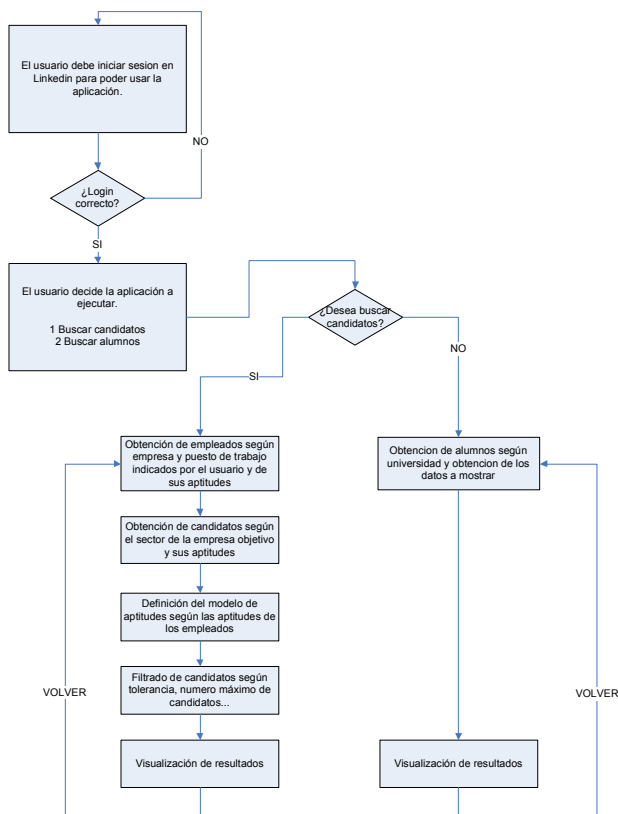 El usuario debe iniciar sesion en
Linkedin para poder usar la
aplicación.
NO
¿Login
correcto?
SI
El usuario decide la aplicación a
ejecutar.
1 Buscar candidatos
2 Buscar alumnos
¿Desea buscar
candidatos?
NO
SI
Obtención de empleados según
empresa y puesto de trabajo
indicados por el usuario y de
sus aptitudes
Obtencion de alumnos según
universidad y obtencion de los
datos a mostrar
Obtención de candidatos según
el sector de la empresa objetivo
y sus aptitudes
Definición del modelo de
aptitudes según las aptitudes de
los empleados
Filtrado de candidatos según
tolerancia, numero máximo de
candidatos...
VOLVER
VOLVER
Visualización de resultados
Visualización de resultados